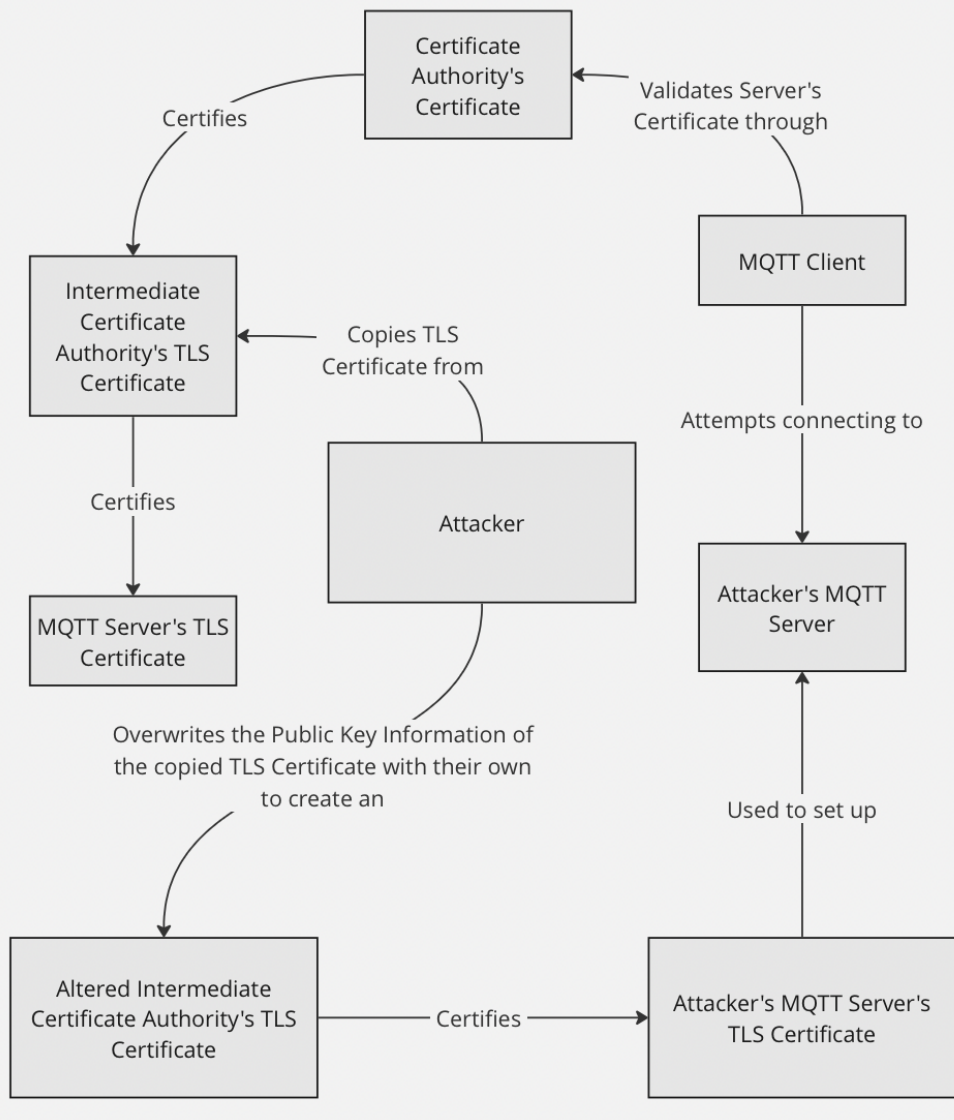 Certificate
Authority's
Certificate
Validates Server's
Certificate through
Certifies
MQTT Client
Intermediate
Certificate
Authority's TLS
Certificate
Copies TLS
Certificate from
Attempts connecting to
Certifies
Attacker
Attacker's MQTT
Server
MQTT Server's TLS
Certificate
Overwrites the Public Key Information of
the copied TLS Certificate with their own
to create an
Used to set up
Altered Intermediate
Certificate Authority's TLS
Certificate
Certifies
Attacker's MQTT Server's
TLS Certificate